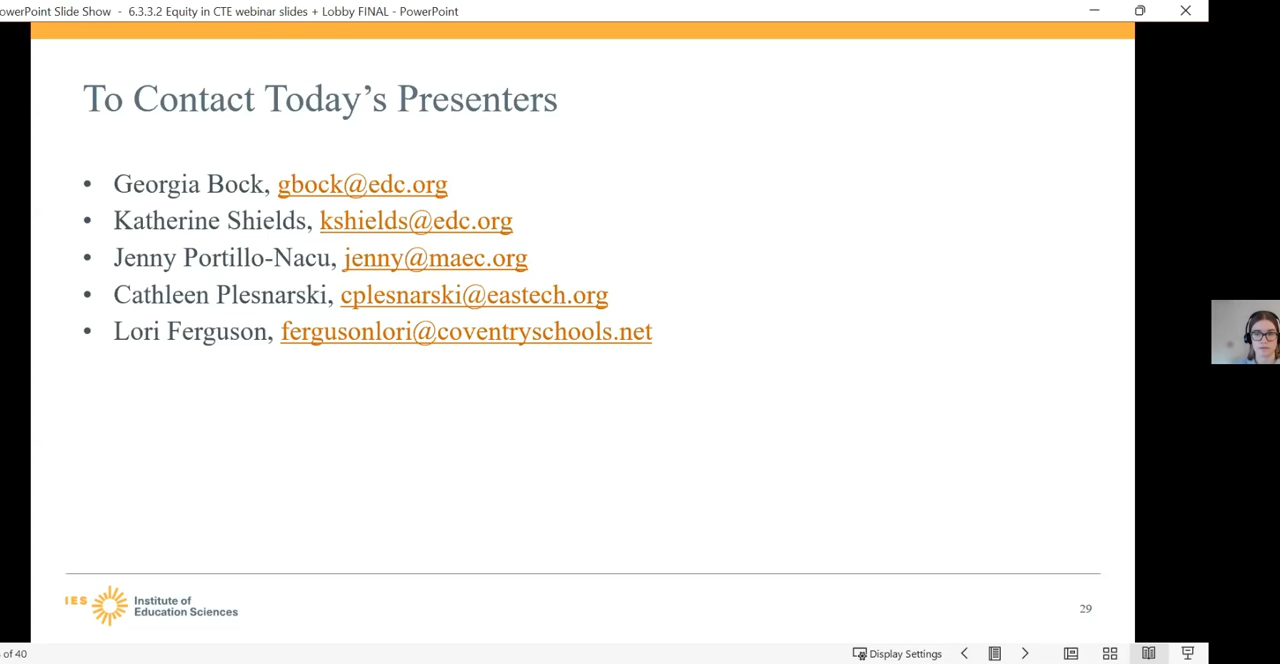 owerPoint Slide Show - 6.3.3.2 Equity in CTE webinar slides + Lobby FINAL - PowerPoint
To Contact Today’s Presenters
• Georgia Bock, gbock@edc.org
• Katherine Shields, kshields@edc.org
• Jenny Portillo-Nacu, jenny@maec.org
• Cathleen Plesnarski, cplesnarski@eastech.org
• Lori Ferguson, fergusonlori@coventryschools.net
IES
Institute of
Education Sciences
29
of 40
Display Settings